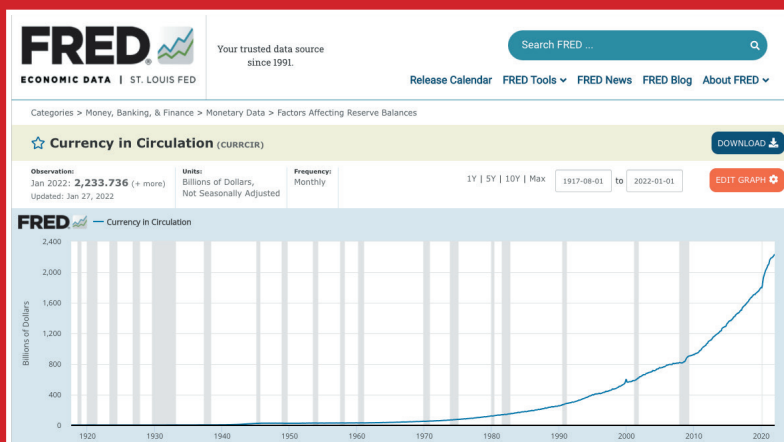 FRED.
ECONOMIC DATA | ST. LOUIS FED
Your trusted data source
since 1991.
Search FRED ...
Release Calendar FRED Tools FRED News FRED Blog About FRED
Categories > Money, Banking, & Finance > Monetary Data > Factors Affecting Reserve Balances
Currency in Circulation (CURRCIR)
DOWNLOAD
Observation:
Jan 2022: 2,233.736 (+ more)
Updated: Jan 27, 2022
Units:
Billions of Dollars,
Not Seasonally Adjusted
Frequency:
Monthly
1Y | 5Y | 10Y | Max 1917-08-01 to 2022-01-01
EDIT GRAPH
FRED — Currency in Circulation
Billions of Dollars
2,400
2,000
1,600
1,200
800
400
0
1920 1930 1940 1950 1960 1970 1980 1990 2000 2010 2020